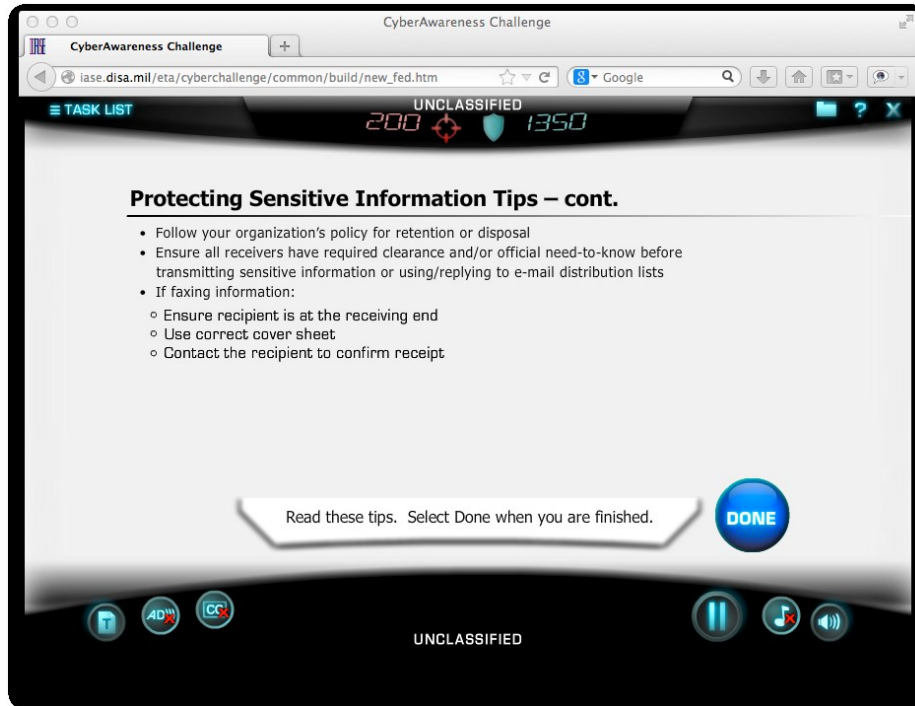 CyberAwareness Challenge
CyberAwareness Challenge
iase.disa.mil/eta/cyberchallenge/common/build/new_fed.htm
Google
TASK LIST
UNCLASSIFIED
200 1350
?
X
Protecting Sensitive Information Tips – cont.
• Follow your organization's policy for retention or disposal
• Ensure all receivers have required clearance and/or official need-to-know before
transmitting sensitive information or using/replying to e-mail distribution lists
• If faxing information:
◦ Ensure recipient is at the receiving end
◦ Use correct cover sheet
◦ Contact the recipient to confirm receipt
Read these tips. Select Done when you are finished.
DONE
T
AD
CC
UNCLASSIFIED